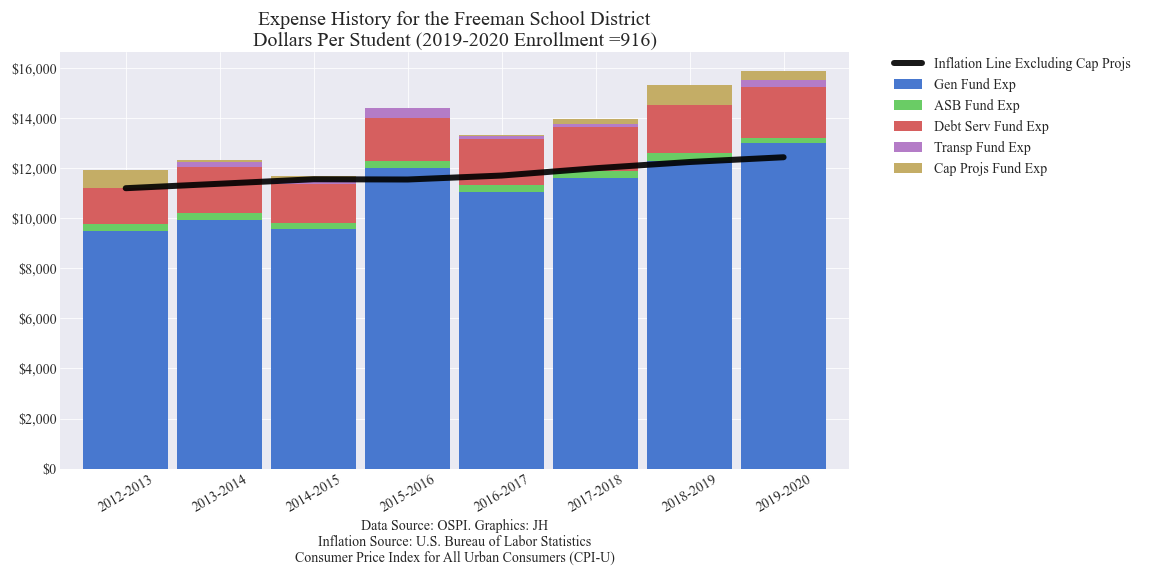 Expense History for the Freeman School District
Dollars Per Student (2019-2020 Enrollment =916)
$16,000
$14,000
$12,000
$10,000
$8,000
$6,000
$4,000
$2,000
$0
2012-2013
2013-2014
2014-2015
2015-2016
2016-2017
2017-2018
2018-2019
2019-2020
Inflation Line Excluding Cap Projs
Gen Fund Exp
ASB Fund Exp
Debt Serv Fund Exp
Transp Fund Exp
Cap Projs Fund Exp
Data Source: OSPI. Graphics: JH
Inflation Source: U.S. Bureau of Labor Statistics
Consumer Price Index for All Urban Consumers (CPI-U)